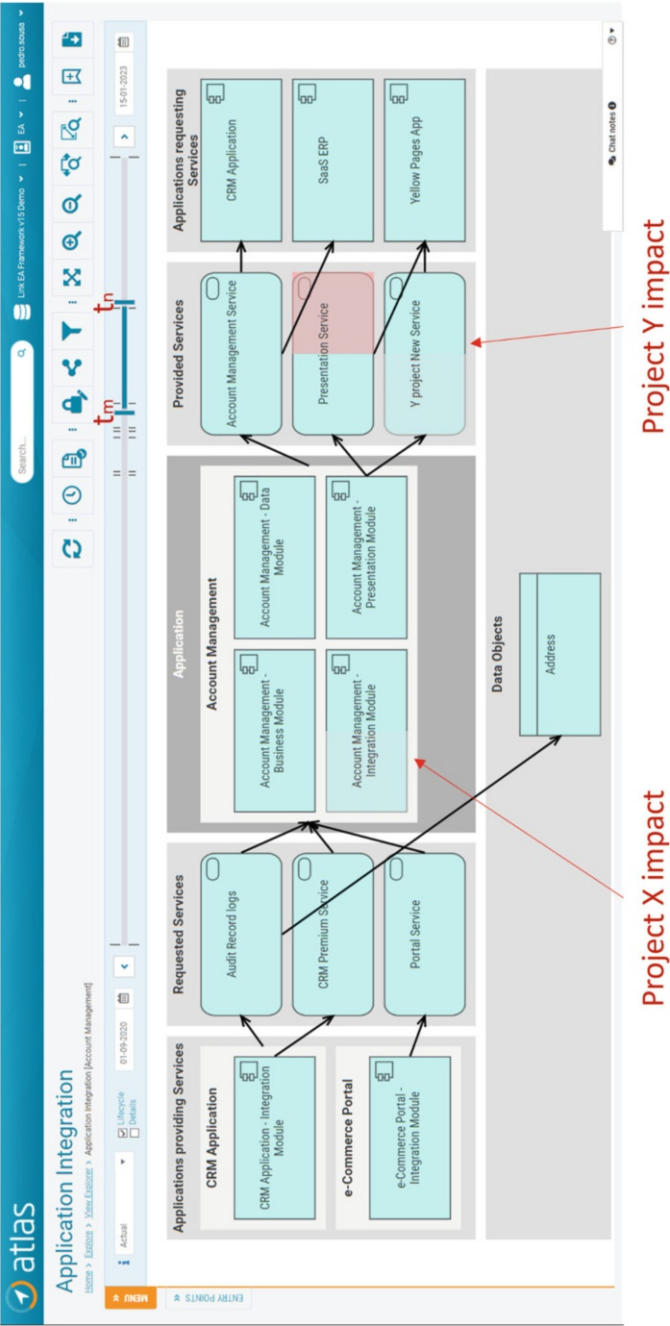 atlas
Search...
Link EA Framework v15 Demo
EA
pedro.sousa
Application Integration
Home > Explore > View Explorer > Application Integration [Account Management]
tm
tn
Actual
Lifecycle
Details
01-09-2020
15-01-2023
MENU
ENTRY POINTS
Applications providing Services
CRM Application
CRM Application - Integration
Module
e-Commerce Portal
e-Commerce Portal -
Integration Module
Requested Services
Audit Record logs
CRM Premium Service
Portal Service
Application
Account Management
Account Management -
Business Module
Account Management - Data
Module
Account Management -
Integration Module
Account Management -
Presentation Module
Provided Services
Account Management Service
Presentation Service
Y project New Service
Applications requesting
Services
CRM Application
SaaS ERP
Yellow Pages App
Data Objects
Address
Chat notes 0
Project X impact
Project Y impact